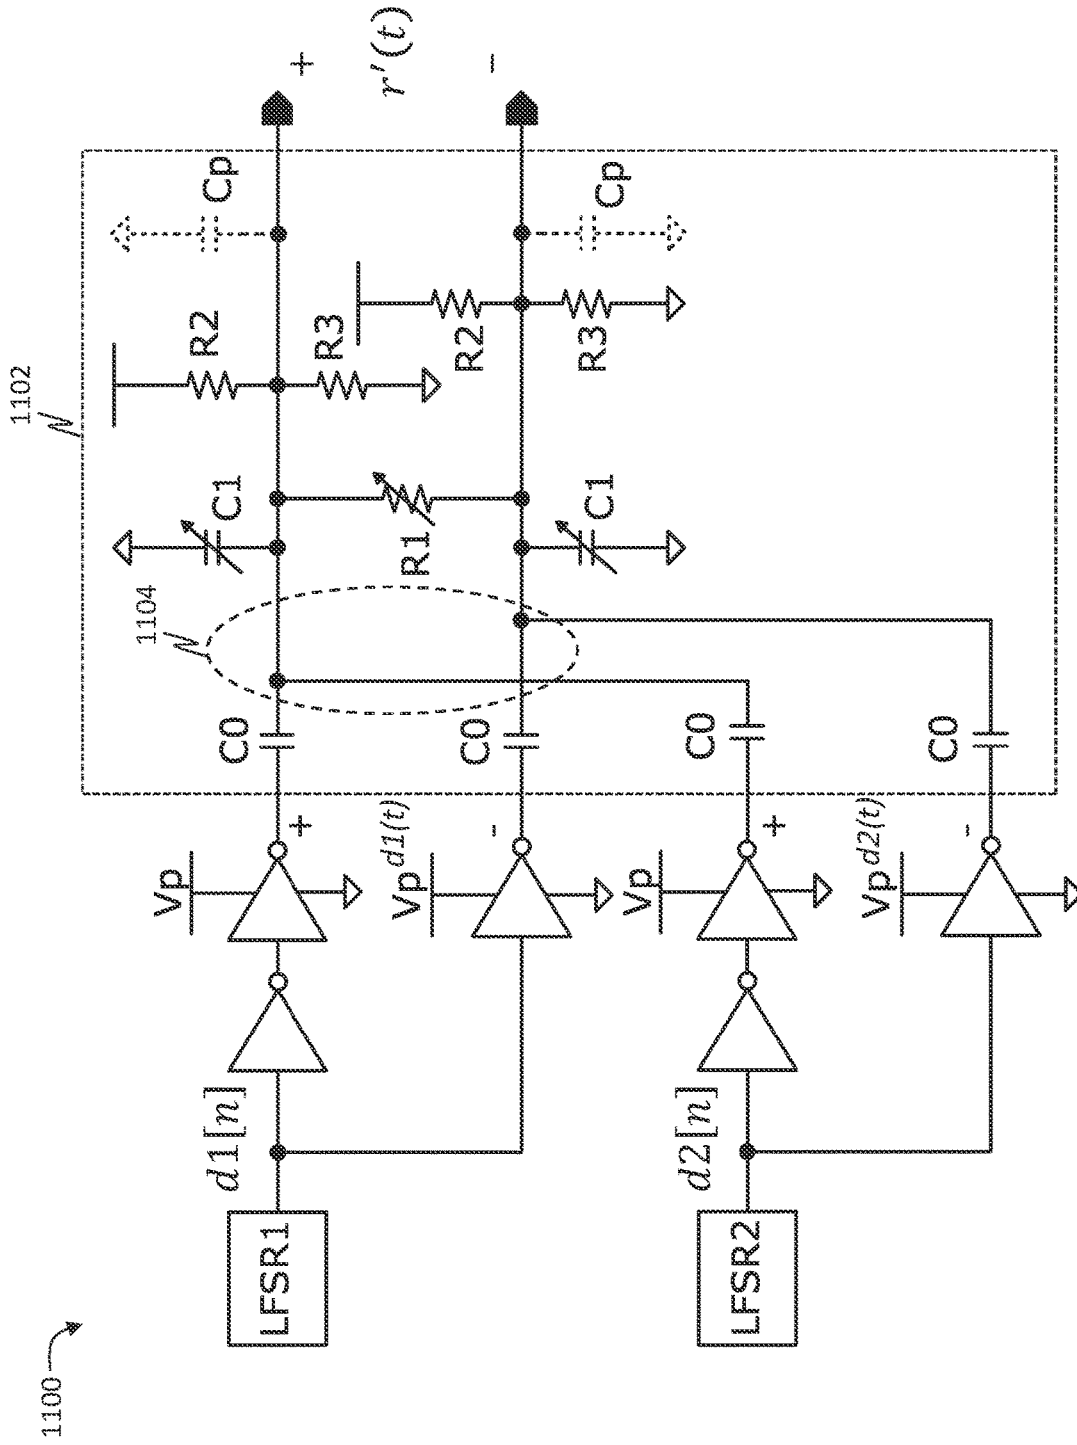 1100
LFSR1
d1[n]
Vp
+
C0
1104
C1
1102
R2
R3
Cp
+
r'(t)
Vp
d1(t)
-
C0
R1
C1
R2
R3
Cp
-
LFSR2
d2[n]
Vp
+
C0
Vp
d2(t)
-
C0